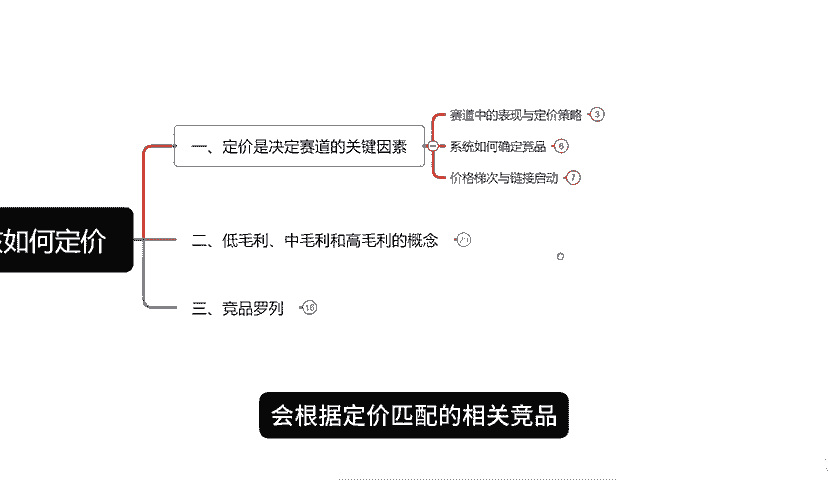 如何定价
一、定价是决定赛道的关键因素
赛道中的表现与定价策略 3
系统如何确定竞品 6
价格梯次与链接启动 7
二、低毛利、中毛利和高毛利的概念
三、竞品罗列 16
会根据定价匹配的相关竞品